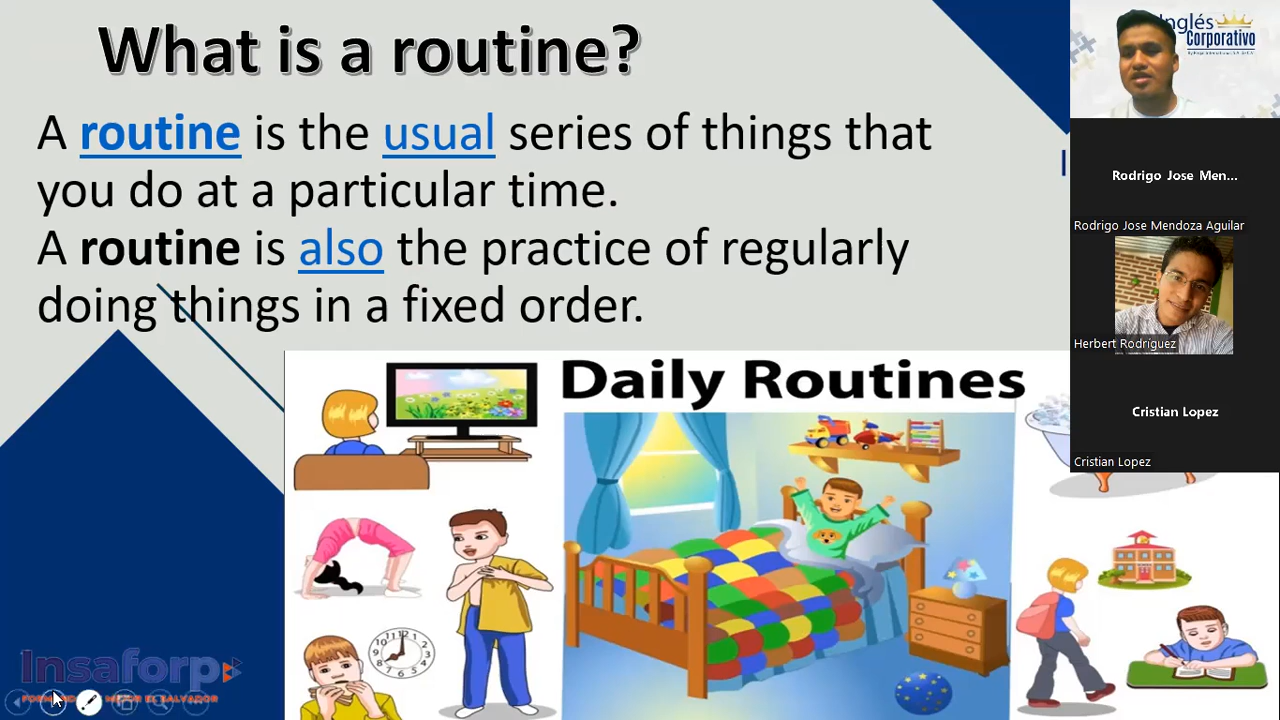 What is a routine?
A routine is the usual series of things that
you do at a particular time.
A routine is also the practice of regularly
doing things in a fixed order.
Daily Routines
Insaforp
Inglés
Corporativo
Rodrigo Jose Men...
Rodrigo Jose Mendoza Aguilar
Herbert Rodríguez
Cristian Lopez
Cristian Lopez